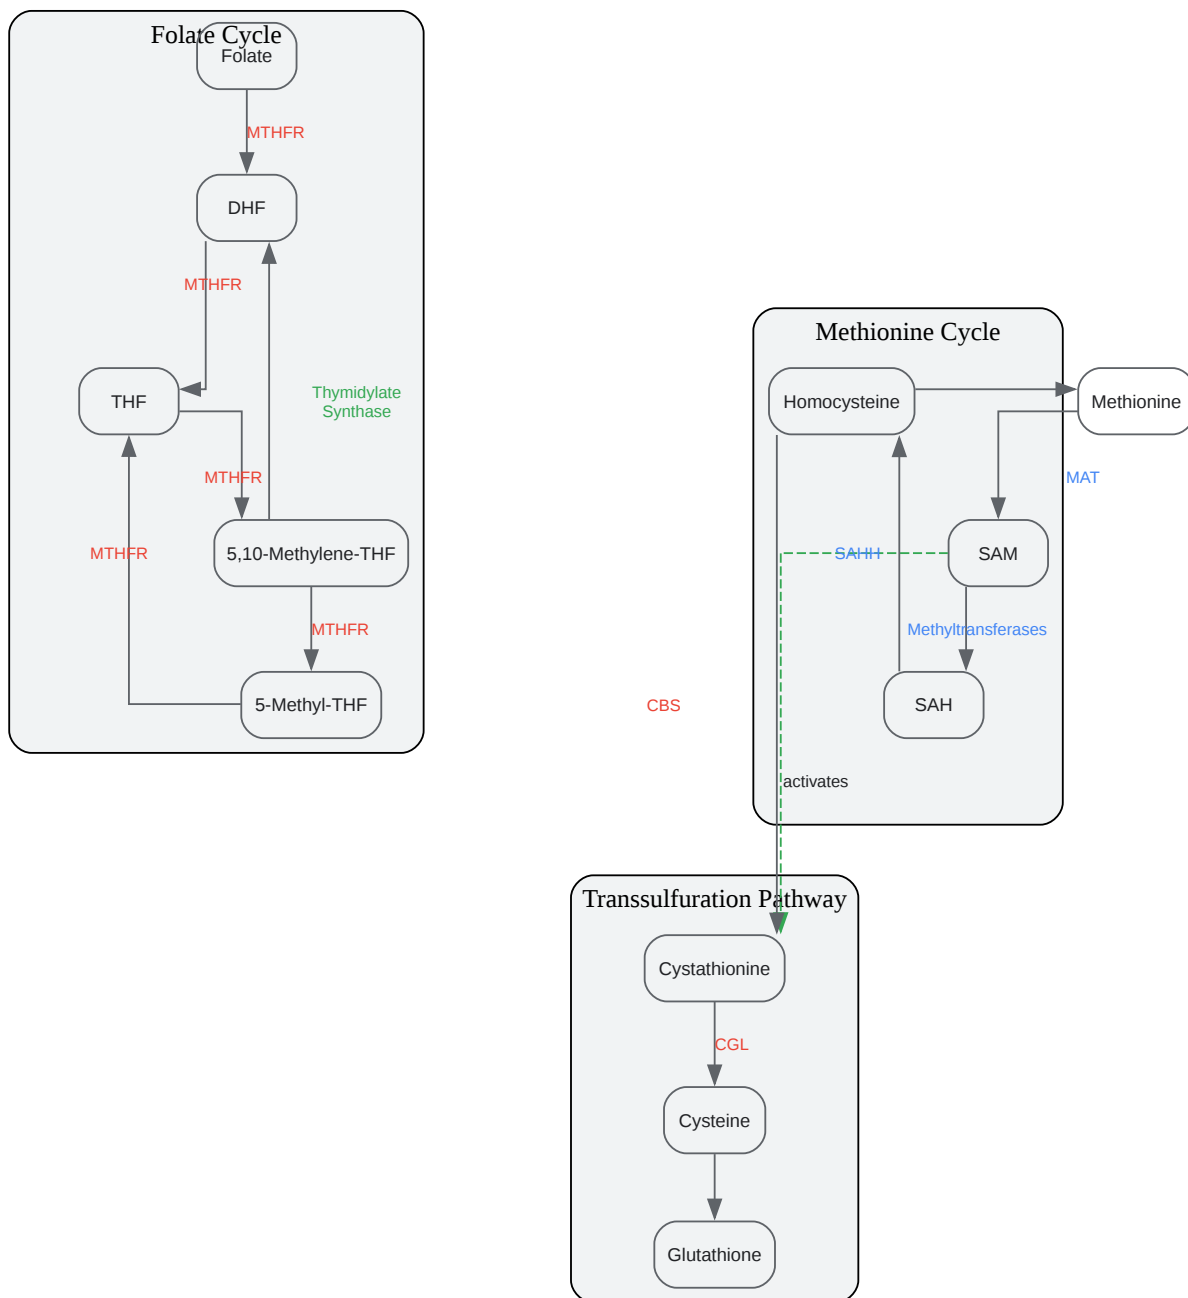 Folate Cycle
Folate
MTHFR
DHF
MTHFR
Methionine Cycle
THF
Thymidylate
Synthase
Homocysteine
Methionine
MTHFR
MAT
MTHFR
5,10-Methylene-THF
SAHH
SAM
MTHFR
Methyltransferases
5-Methyl-THF
CBS
SAH
activates
Transsulfuration Pathway
Cystathionine
CGL
Cysteine
Glutathione